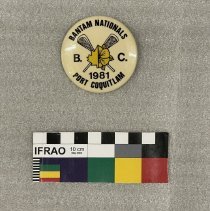 BANTAM NATIONALS
B. C.
1981
PORT COQUITLAM
IFRAO 10 cm